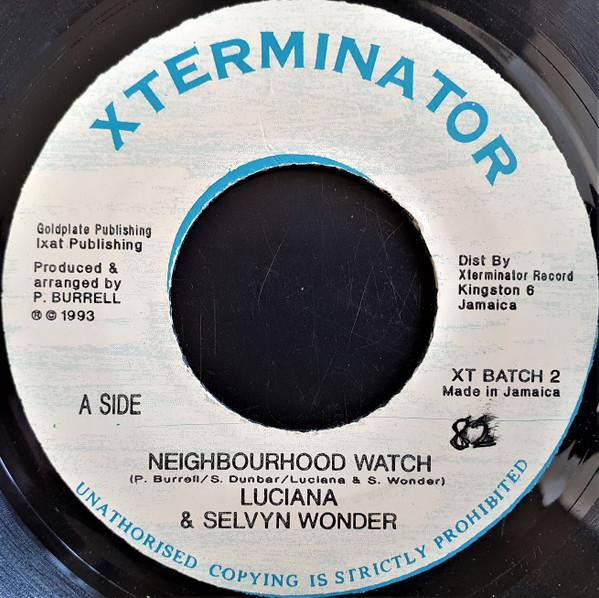 XTERMINATOR
Goldplate Publishing
Ixat Publishing
Produced &
arranged by
P. BURRELL
℗ © 1993
Dist By
Xterminator Record
Kingston 6
Jamaica
XT BATCH 2
Made in Jamaica
A SIDE
82
NEIGHBOURHOOD WATCH
(P. Burrell/S. Dunbar/Luciana & S. Wonder)
LUCIANA
& SELVYN WONDER
UNATHORISED COPYING IS STRICTLY PROHIBITED